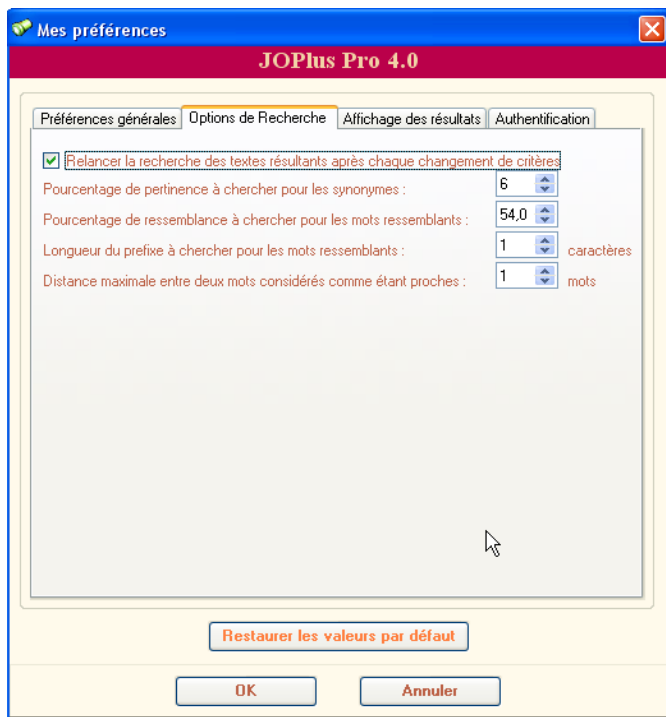 Mes préférences
JOPlus Pro 4.0
Préférences générales Options de Recherche Affichage des résultats Authentification
Relancer la recherche des textes résultants après chaque changement de critères
Pourcentage de pertinence à chercher pour les synonymes : 6
Pourcentage de ressemblance à chercher pour les mots ressemblants : 54,0
Longueur du prefixe à chercher pour les mots ressemblants : 1 caractères
Distance maximale entre deux mots considérés comme étant proches : 1 mots
Restaurer les valeurs par défaut
OK Annuler